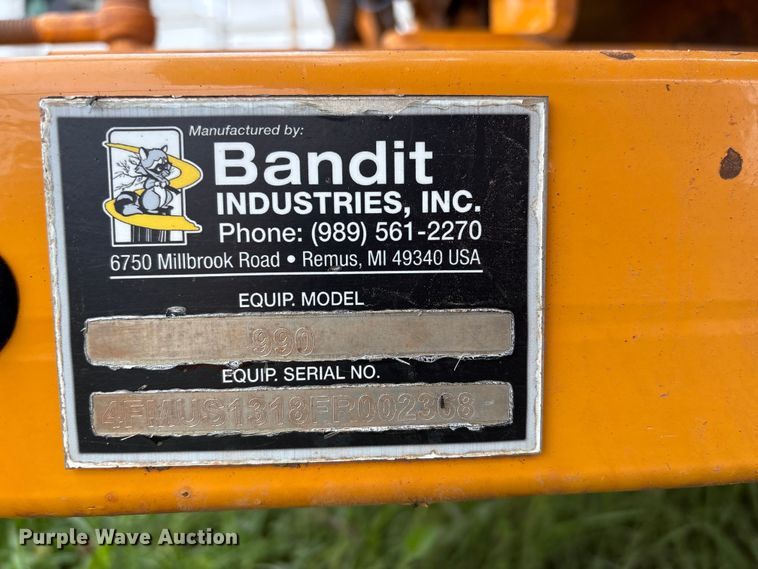 Manufactured by:
Bandit
INDUSTRIES, INC.
Phone: (989) 561-2270
6750 Millbrook Road • Remus, MI 49340 USA
EQUIP. MODEL
990
EQUIP. SERIAL NO.
4FMUS1318FR002368
Purple Wave Auction